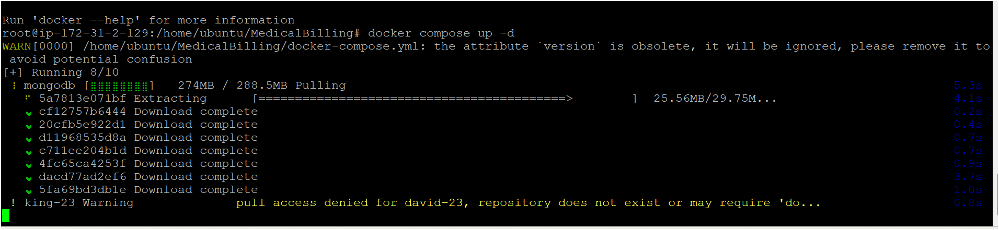 Run 'docker --help' for more information
root@ip-172-31-2-129:/home/ubuntu/MedicalBilling# docker compose up -d
WARN[0000] /home/ubuntu/MedicalBilling/docker-compose.yml: the attribute `version` is obsolete, it will be ignored, please remove it to
avoid potential confusion
[+] Running 8/10
⠸ mongodb [⣿⣿⣿⣿⣿⣿⣿⣿] 274MB / 288.5MB Pulling 5.3s
⠋ 5a7813e071bf Extracting [==========================================> ] 25.56MB/29.75M... 4.1s
✔ cf12757b6444 Download complete 0.2s
✔ 20cfb5e922d1 Download complete 0.4s
✔ d11968535d8a Download complete 0.7s
✔ c711ee204b1d Download complete 0.7s
✔ 4fc65ca4253f Download complete 0.9s
✔ dacd77ad2ef6 Download complete 3.7s
✔ 5fa69bd3db1e Download complete 1.0s
! king-23 Warning pull access denied for david-23, repository does not exist or may require 'do... 0.8s